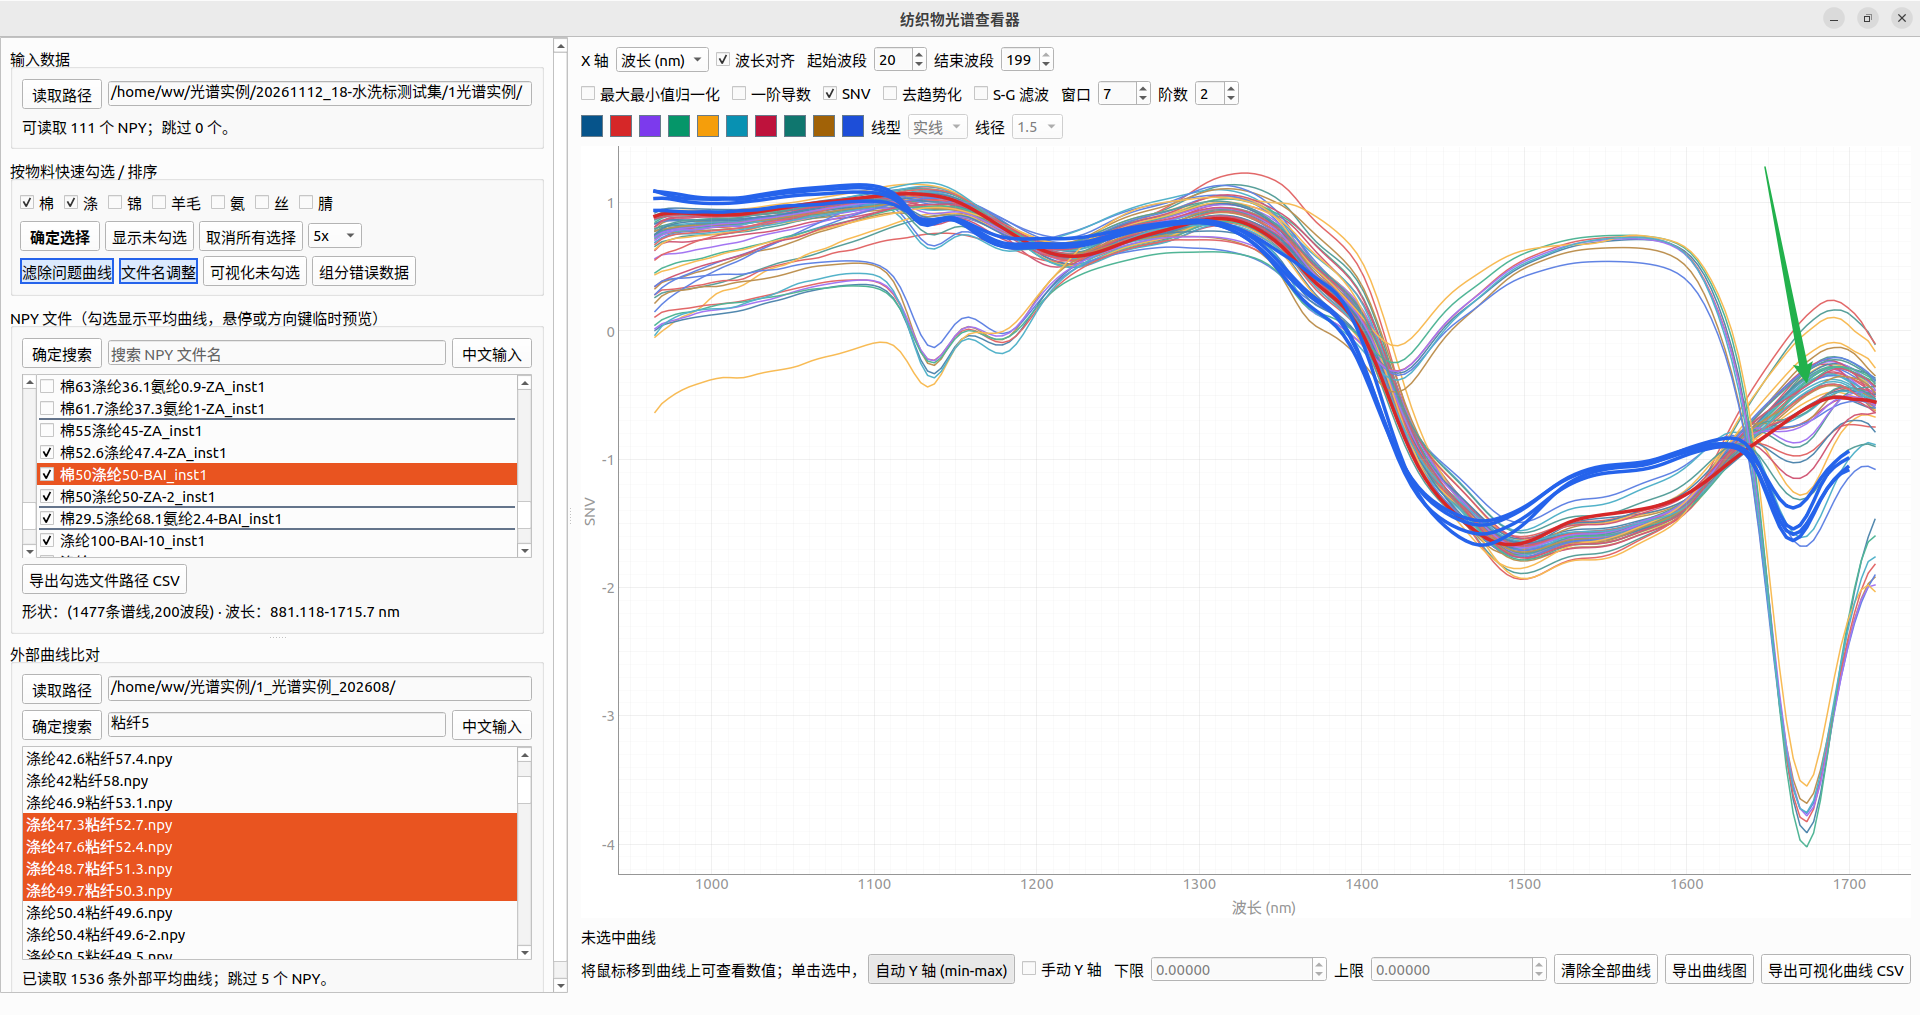 纺织物光谱查看器
输入数据
读取路径 /home/ww/光谱实例/20261112_18-水洗标测试集/1光谱实例/
可读取 111 个 NPY；跳过 0 个。
按物料快速勾选 / 排序
棉 涤 锦 羊毛 氨 丝 腈
确定选择 显示未勾选 取消所有选择 5x
滤除问题曲线 文件名调整 可视化未勾选 组分错误数据
NPY 文件（勾选显示平均曲线，悬停或方向键临时预览）
确定搜索 搜索 NPY 文件名 中文输入
棉63涤纶36.1氨纶0.9-ZA_inst1
棉61.7涤纶37.3氨纶1-ZA_inst1
棉55涤纶45-ZA_inst1
棉52.6涤纶47.4-ZA_inst1
棉50涤纶50-BAI_inst1
棉50涤纶50-ZA-2_inst1
棉29.5涤纶68.1氨纶2.4-BAI_inst1
涤纶100-BAI-10_inst1
导出勾选文件路径 CSV
形状：(1477条谱线,200波段) · 波长：881.118-1715.7 nm
外部曲线比对
读取路径 /home/ww/光谱实例/1_光谱实例_202608/
确定搜索 粘纤5 中文输入
涤纶42.6粘纤57.4.npy
涤纶42粘纤58.npy
涤纶46.9粘纤53.1.npy
涤纶47.3粘纤52.7.npy
涤纶47.6粘纤52.4.npy
涤纶48.7粘纤51.3.npy
涤纶49.7粘纤50.3.npy
涤纶50.4粘纤49.6.npy
涤纶50.4粘纤49.6-2.npy
涤纶50.5粘纤49.5.npy
已读取 1536 条外部平均曲线；跳过 5 个 NPY。
X 轴 波长 (nm) 波长对齐 起始波段 20 结束波段 199
最大最小值归一化 一阶导数 SNV 去趋势化 S-G 滤波 窗口 7 阶数 2
线型 实线 线径 1.5
1
0
-1
-2
-3
-4
SNV
1000 1100 1200 1300 1400 1500 1600 1700
波长 (nm)
未选中曲线
将鼠标移到曲线上可查看数值；单击选中， 自动 Y 轴 (min-max) 手动 Y 轴 下限 0.00000 上限 0.00000 清除全部曲线 导出曲线图 导出可视化曲线 CSV